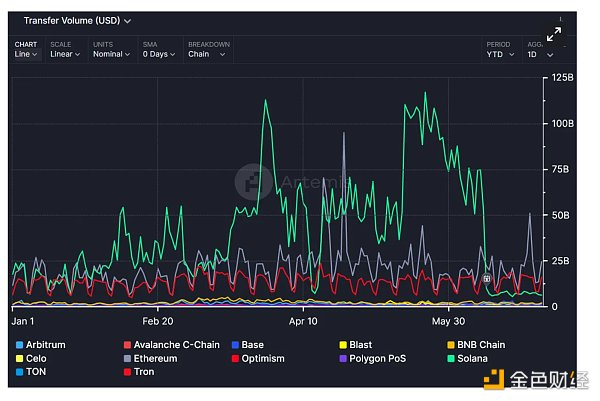 Transfer Volume (USD)
CHART SCALE UNITS SMA BREAKDOWN PERIOD
Line Linear Nominal 0 Days Chain YTD 1D
125B
100B
75B
Artemis
50B
25B
0
Jan 1 Feb 20 Apr 10 May 30
Arbitrum Avalanche C-Chain Base Blast BNB Chain
Celo Ethereum Optimism Polygon PoS Solana
TON Tron
金色财经